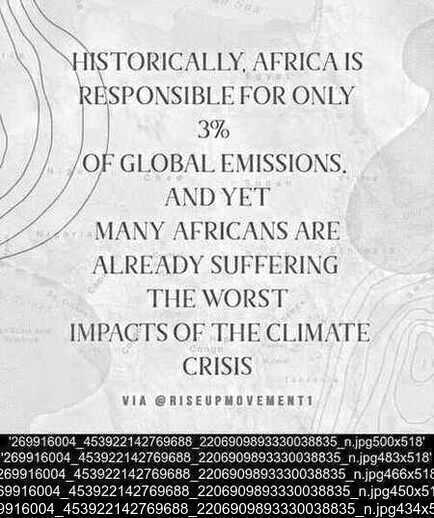 HISTORICALLY, AFRICA IS
RESPONSIBLE FOR ONLY
3%
OF GLOBAL EMISSIONS.
AND YET
MANY AFRICANS ARE
ALREADY SUFFERING
THE WORST
IMPACTS OF THE CLIMATE
CRISIS
VIA @RISEUPMOVEMENT1
'269916004_453922142769688_2206909893330038835_n.jpg500x518'
'269916004_453922142769688_2206909893330038835_n.jpg483x518'
269916004_453922142769688_2206909893330038835_n.jpg466x518
69916004_453922142769688_2206909893330038835_n.jpg450x51
9916004_453922142769688_2206909893330038835_n.jpg434x5